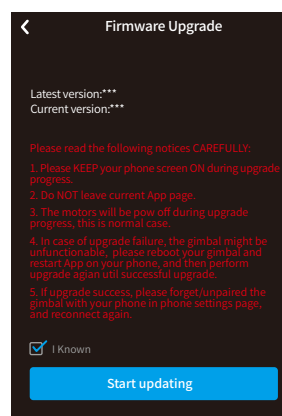 Firmware Upgrade
Latest version:***
Current version:***
Please read the following notices CAREFULLY:
1. Please KEEP your phone screen ON during upgrade
progress.
2. Do NOT leave current App page.
3. The motors will be pow off during upgrade
progress, this is normal case.
4. In case of upgrade failure, the gimbal might be
unfunctionable, please reboot your gimbal and
restart App on your phone, and then perform
upgrade agian util successful upgrade.
5. If upgrade success, please forget/unpaired the
gimbal with your phone in phone settings page,
and reconnect again.
I Known
Start updating